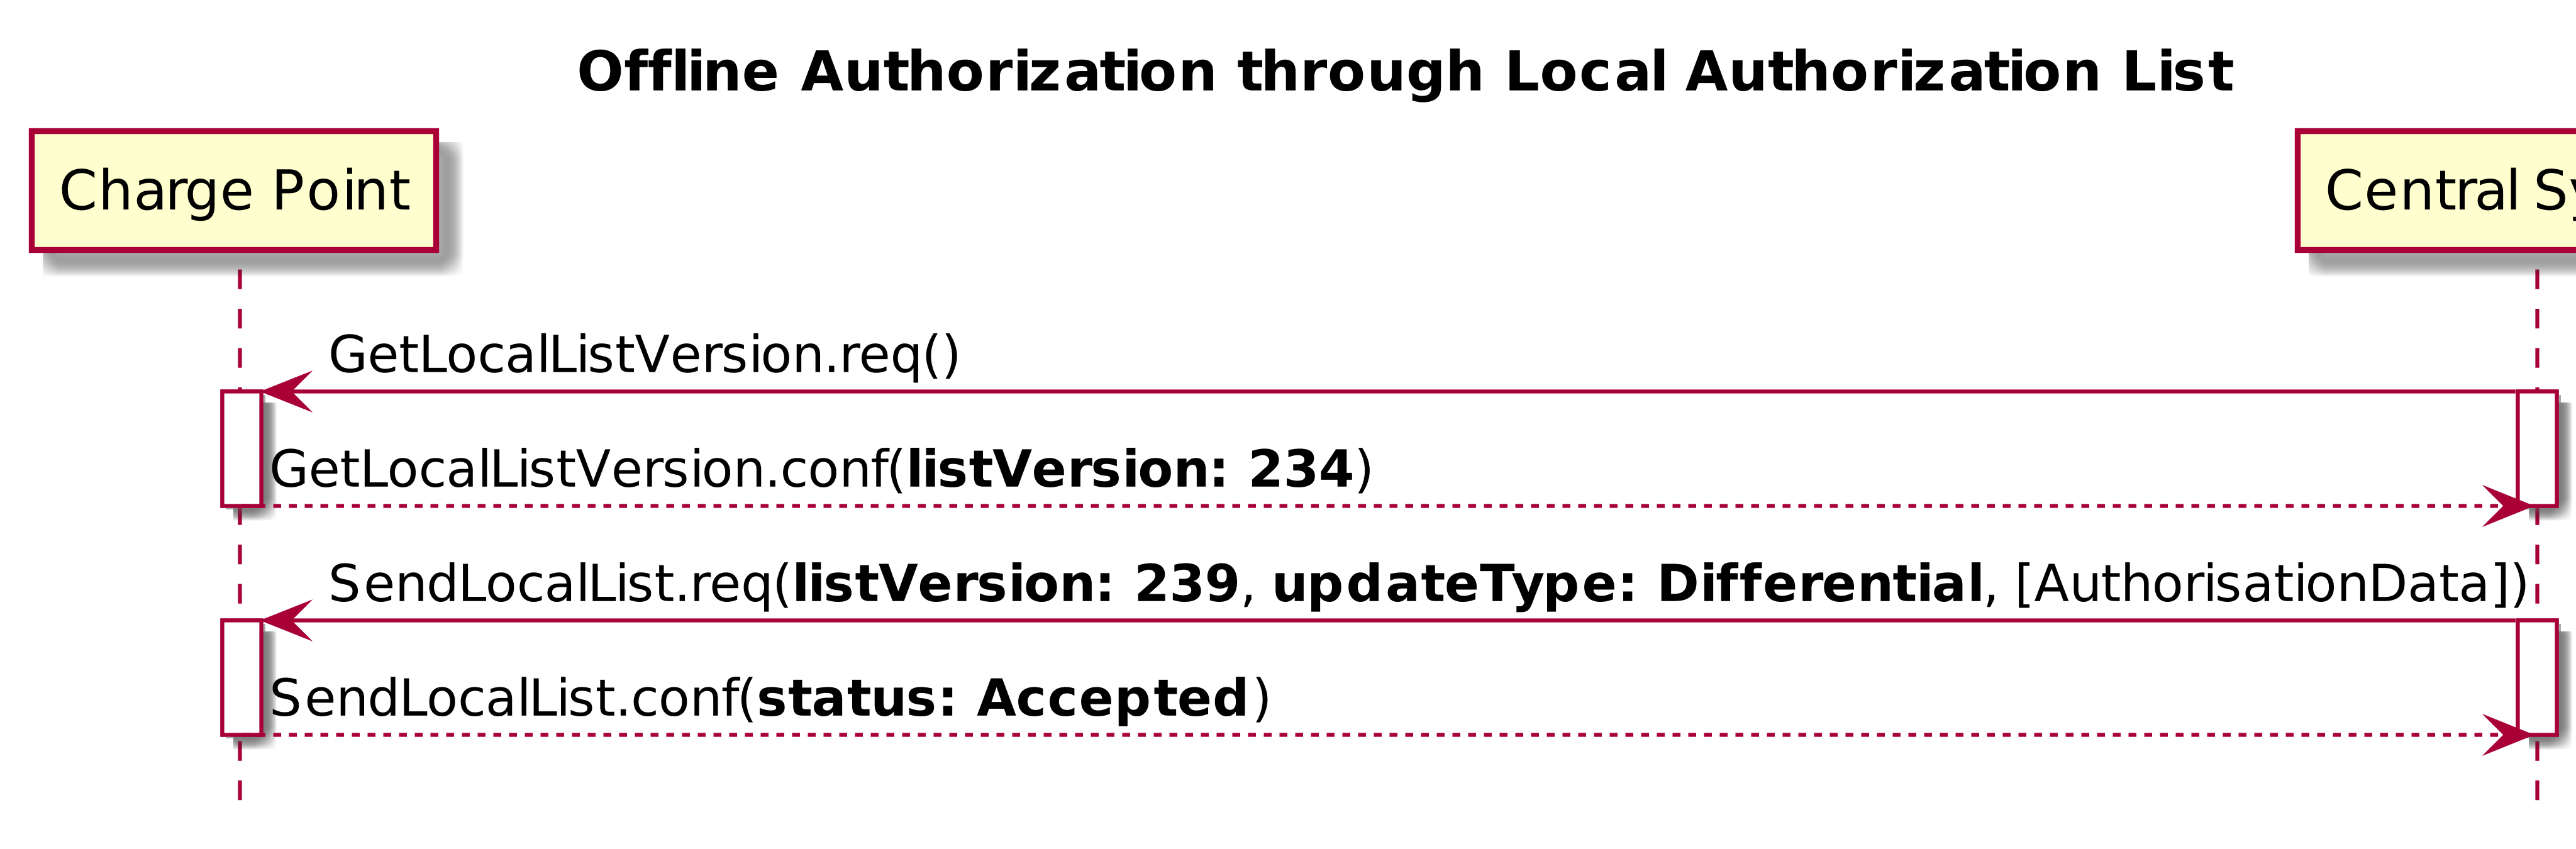 Offline Authorization through Local Authorization List
Charge Point
Central Sy
GetLocalListVersion.req()
GetLocalListVersion.conf(listVersion: 234)
SendLocalList.req(listVersion: 239, updateType: Differential, [AuthorisationData])
SendLocalList.conf(status: Accepted)